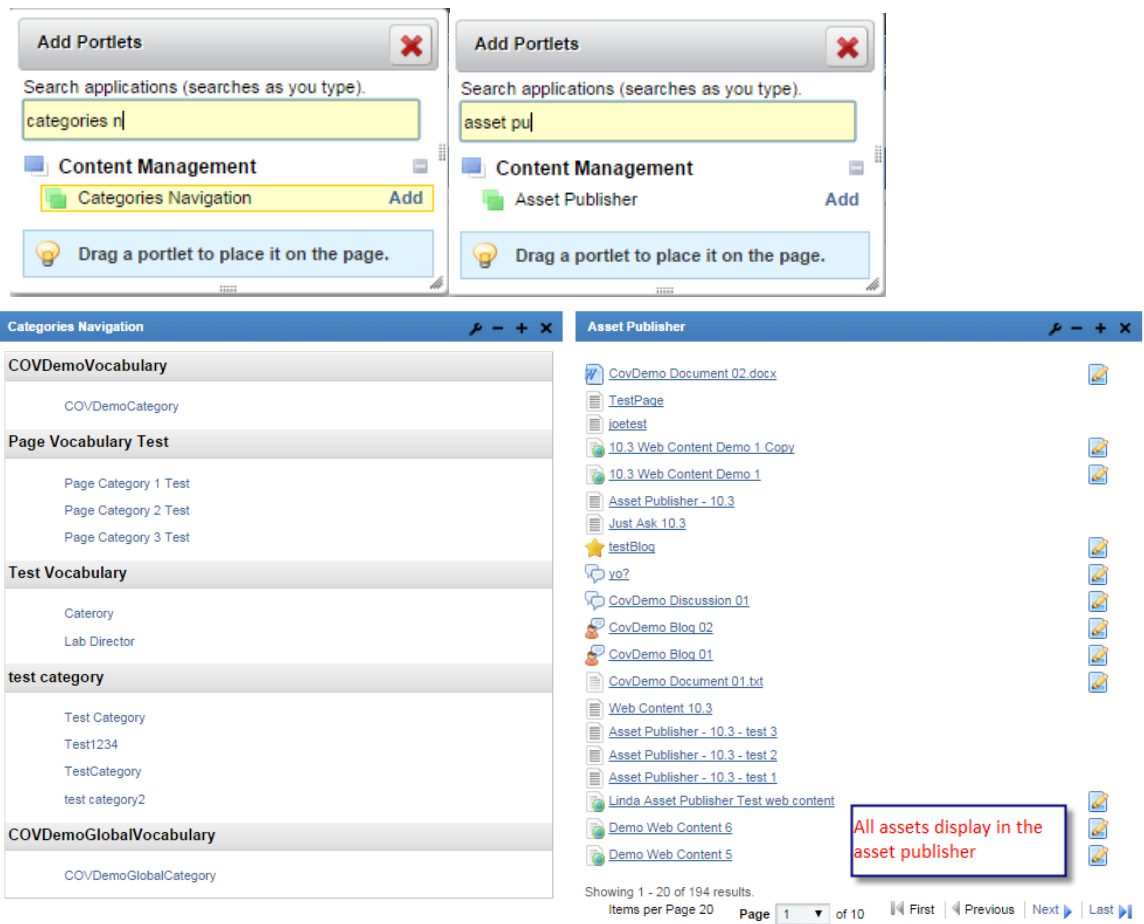 Add Portlets
Search applications (searches as you type).
categories n
Content Management
Categories Navigation Add
Drag a portlet to place it on the page.
Add Portlets
Search applications (searches as you type).
asset pu
Content Management
Asset Publisher Add
Drag a portlet to place it on the page.
Categories Navigation
COVDemoVocabulary
COVDemoCategory
Page Vocabulary Test
Page Category 1 Test
Page Category 2 Test
Page Category 3 Test
Test Vocabulary
Caterory
Lab Director
test category
Test Category
Test1234
TestCategory
test category2
COVDemoGlobalVocabulary
COVDemoGlobalCategory
Asset Publisher
CovDemo Document 02.docx
TestPage
joetest
10.3 Web Content Demo 1 Copy
10.3 Web Content Demo 1
Asset Publisher - 10.3
Just Ask 10.3
testBlog
yo?
CovDemo Discussion 01
CovDemo Blog 02
CovDemo Blog 01
CovDemo Document 01.txt
Web Content 10.3
Asset Publisher - 10.3 - test 3
Asset Publisher - 10.3 - test 2
Asset Publisher - 10.3 - test 1
Linda Asset Publisher Test web content
Demo Web Content 6
Demo Web Content 5
All assets display in the
asset publisher
Showing 1 - 20 of 194 results.
Items per Page 20 Page 1 of 10 First Previous Next Last